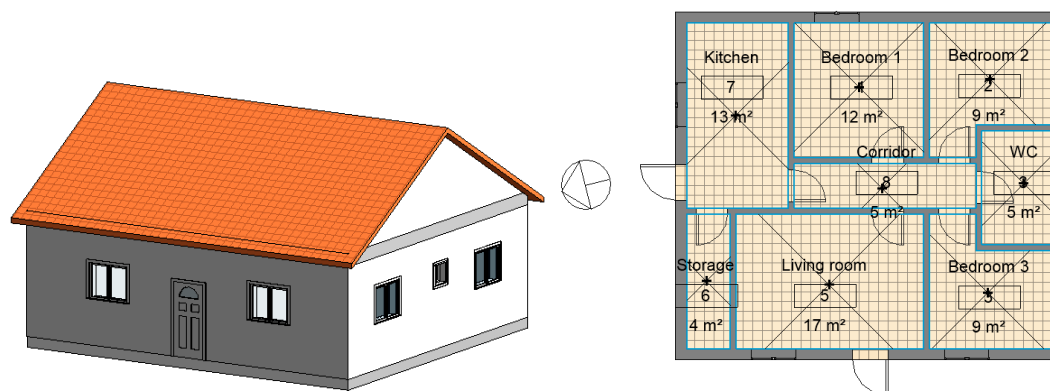 Kitchen
7
13 m²
Bedroom 1
12 m²
Bedroom 2
2
9 m²
Corridor
8
5 m²
WC
5 m²
Storage
6
4 m²
Living room
5
17 m²
Bedroom 3
9 m²